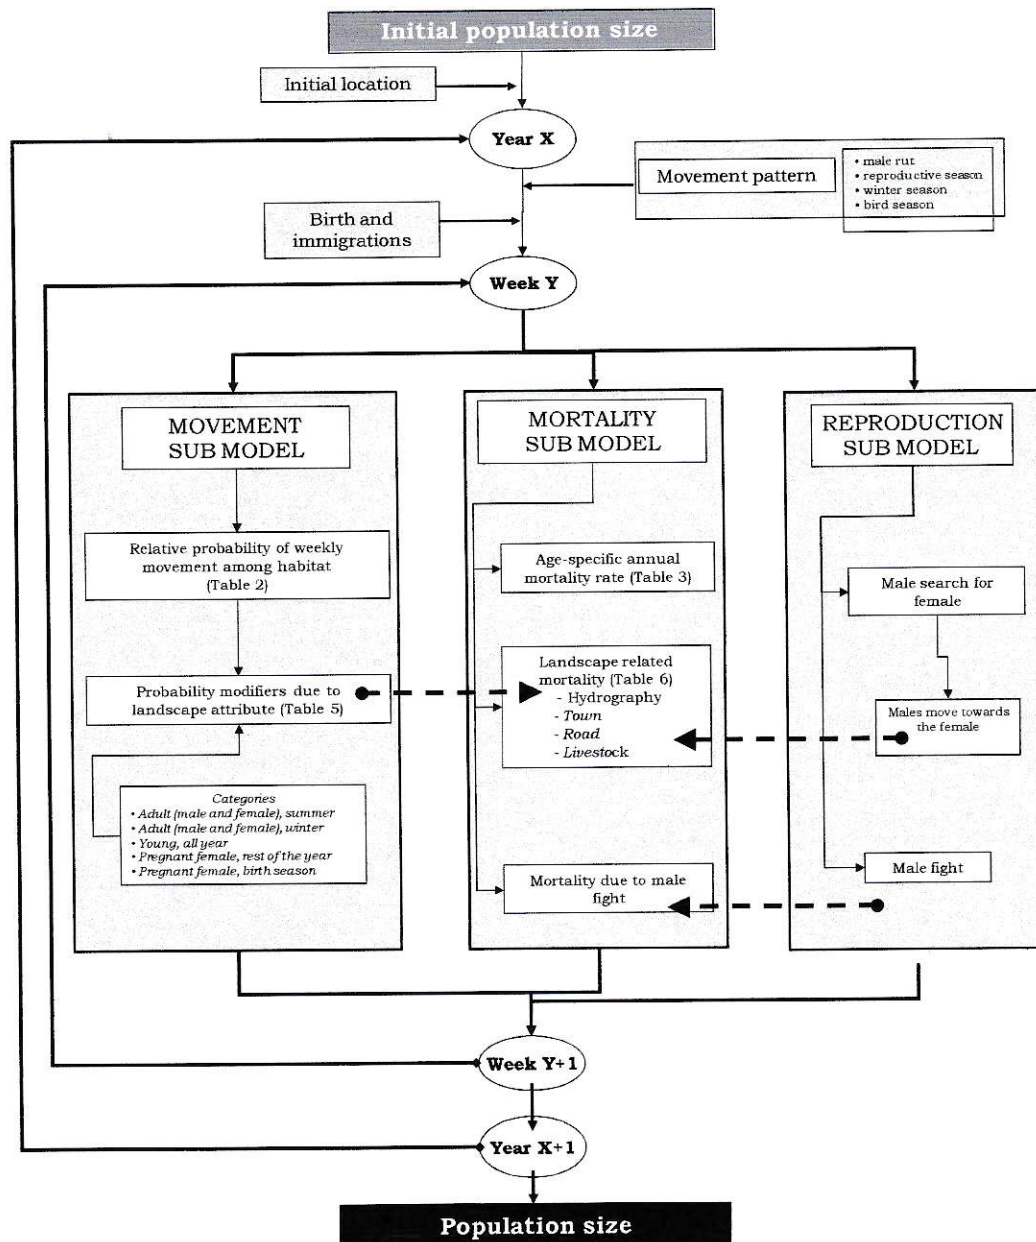 Initial population size
Initial location
Year X
Movement pattern
• male rut
• reproductive season
• winter season
• bird season
Birth and
immigrations
Week Y
MOVEMENT
SUB MODEL
Relative probability of weekly
movement among habitat
(Table 2)
Probability modifiers due to
landscape attribute (Table 5)
Categories
• Adult (male and female), summer
• Adult (male and female), winter
• Young, all year
• Pregnant female, rest of the year
• Pregnant female, birth season
MORTALITY
SUB MODEL
Age-specific annual
mortality rate (Table 3)
Landscape related
mortality (Table 6)
- Hydrography
- Town
- Road
- Livestock
Mortality due to male
fight
REPRODUCTION
SUB MODEL
Male search for
female
Males move towards
the female
Male fight
Week Y+1
Year X+1
Population size